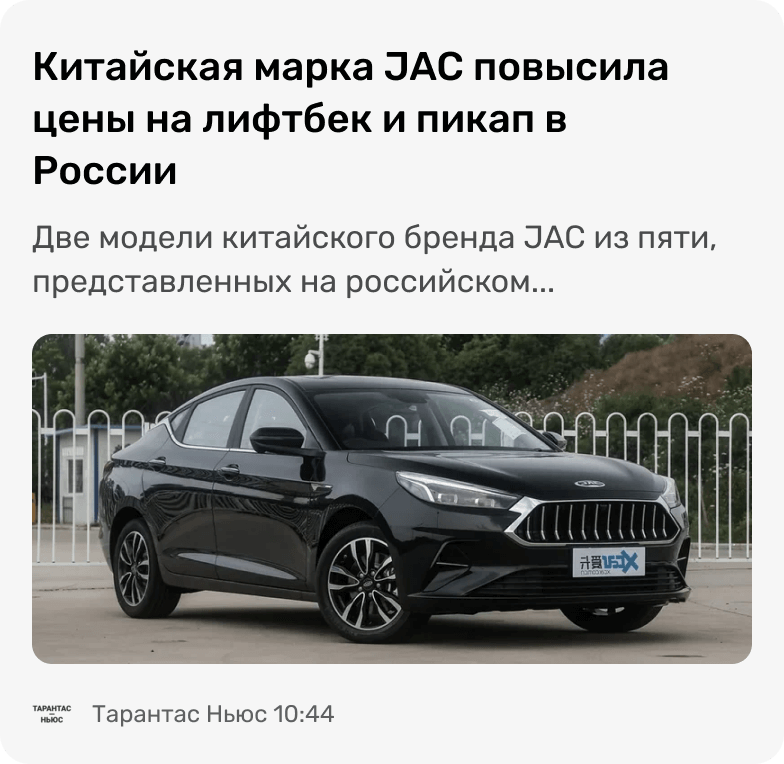 Китайская марка JAC повысила
цены на лифтбек и пикап в
России
Две модели китайского бренда JAC из пяти,
представленных на российском...
ТАРАНТАС
НЬЮС
Тарантас Ньюс 10:44